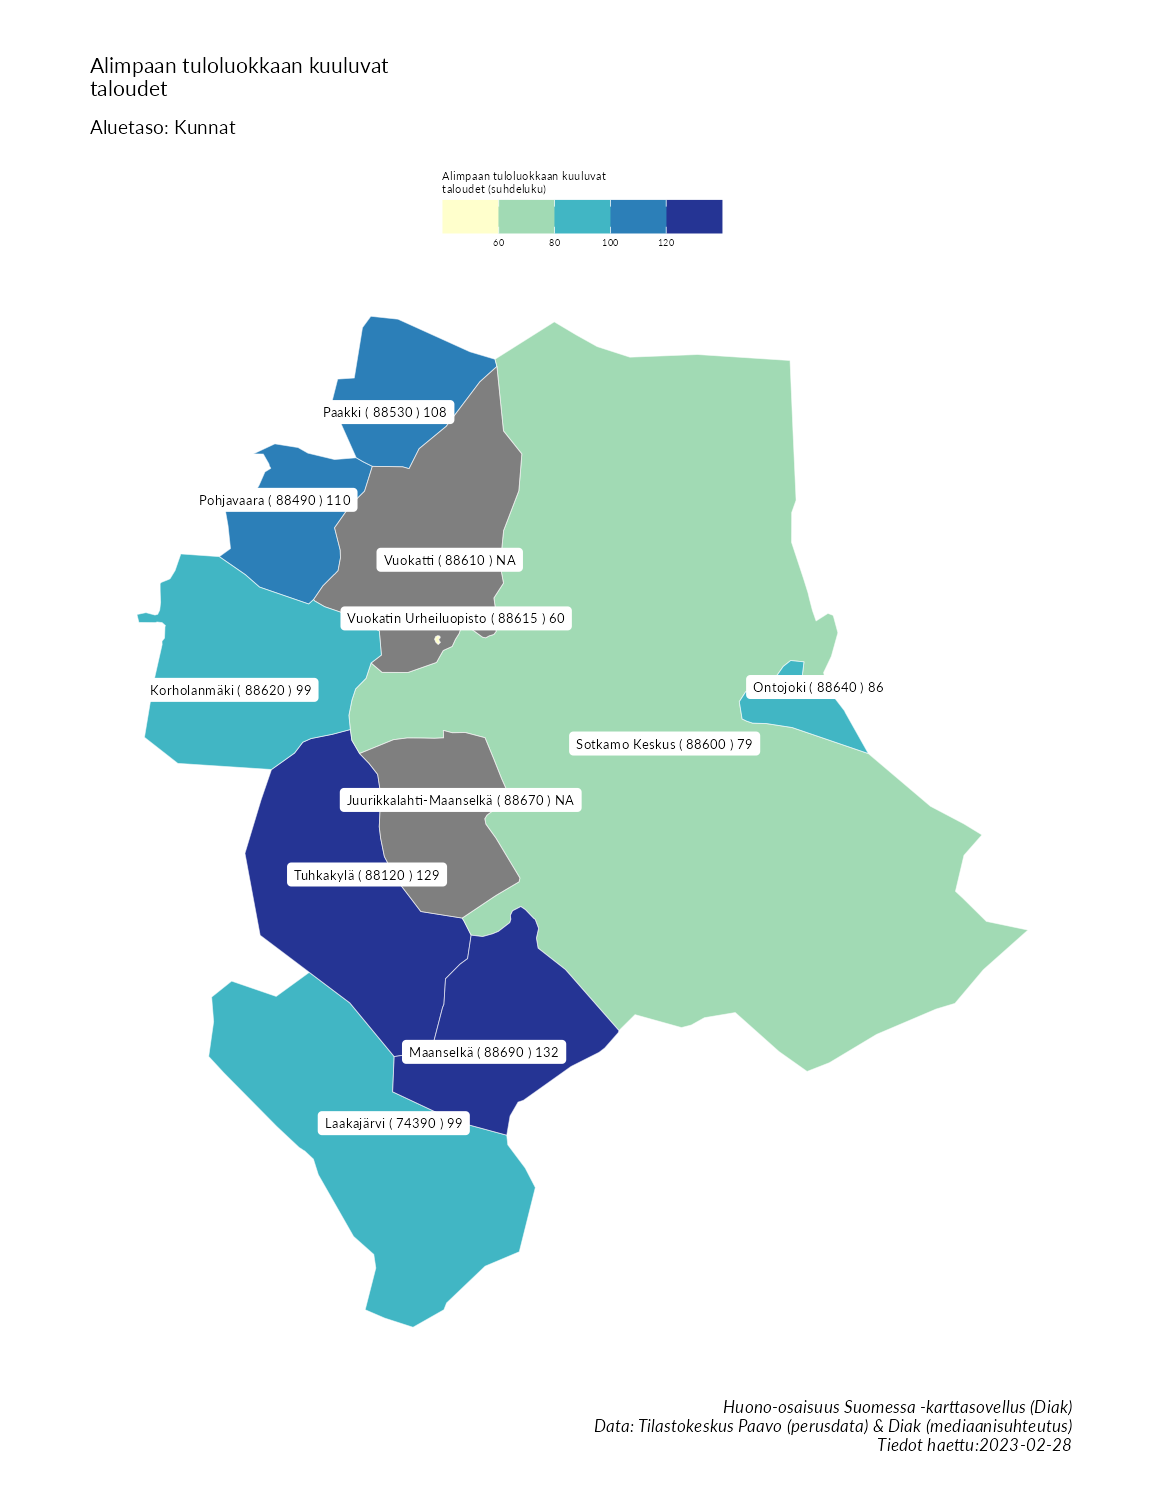 Alimpaan tuloluokkaan kuuluvat
taloudet
Aluetaso: Kunnat
Alimpaan tuloluokkaan kuuluvat
taloudet (suhdeluku)
60 80 100 120
Paakki ( 88530 ) 108
Pohjavaara ( 88490 ) 110
Vuokatti ( 88610 ) NA
Vuokatin Urheiluopisto ( 88615 ) 60
Korholanmäki ( 88620 ) 99
Ontojoki ( 88640 ) 86
Sotkamo Keskus ( 88600 ) 79
Juurikkalahti-Maanselkä ( 88670 ) NA
Tuhkakylä ( 88120 ) 129
Maanselkä ( 88690 ) 132
Laakajärvi ( 74390 ) 99
Huono-osaisuus Suomessa -karttasovellus (Diak)
Data: Tilastokeskus Paavo (perusdata) & Diak (mediaanisuhteutus)
Tiedot haettu:2023-02-28